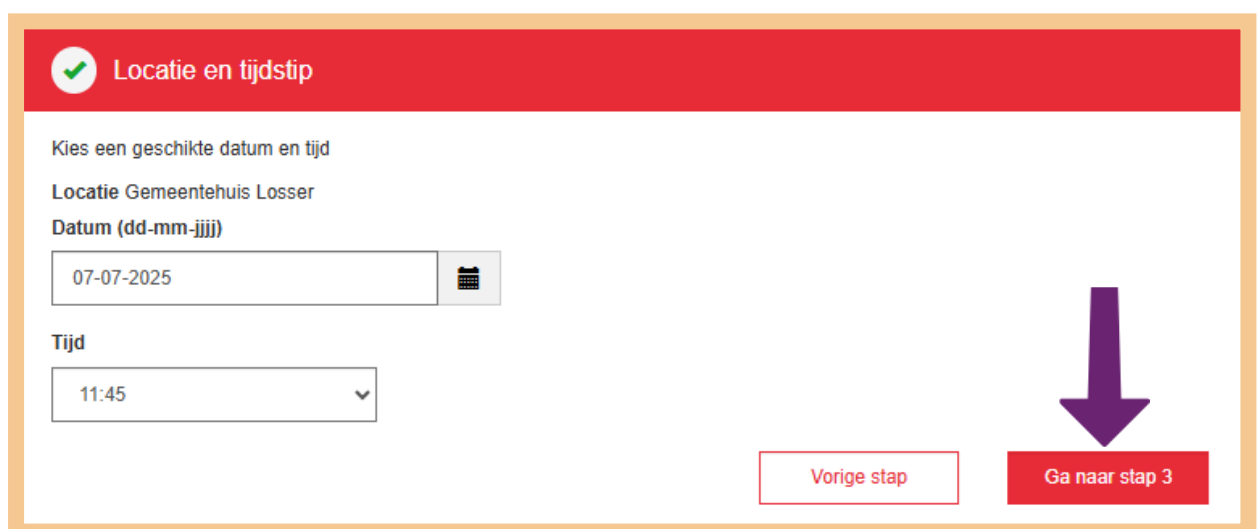 Locatie en tijdstip
Kies een geschikte datum en tijd
Locatie Gemeentehuis Losser
Datum (dd-mm-jjjj)
07-07-2025
Tijd
11:45
Vorige stap
Ga naar stap 3